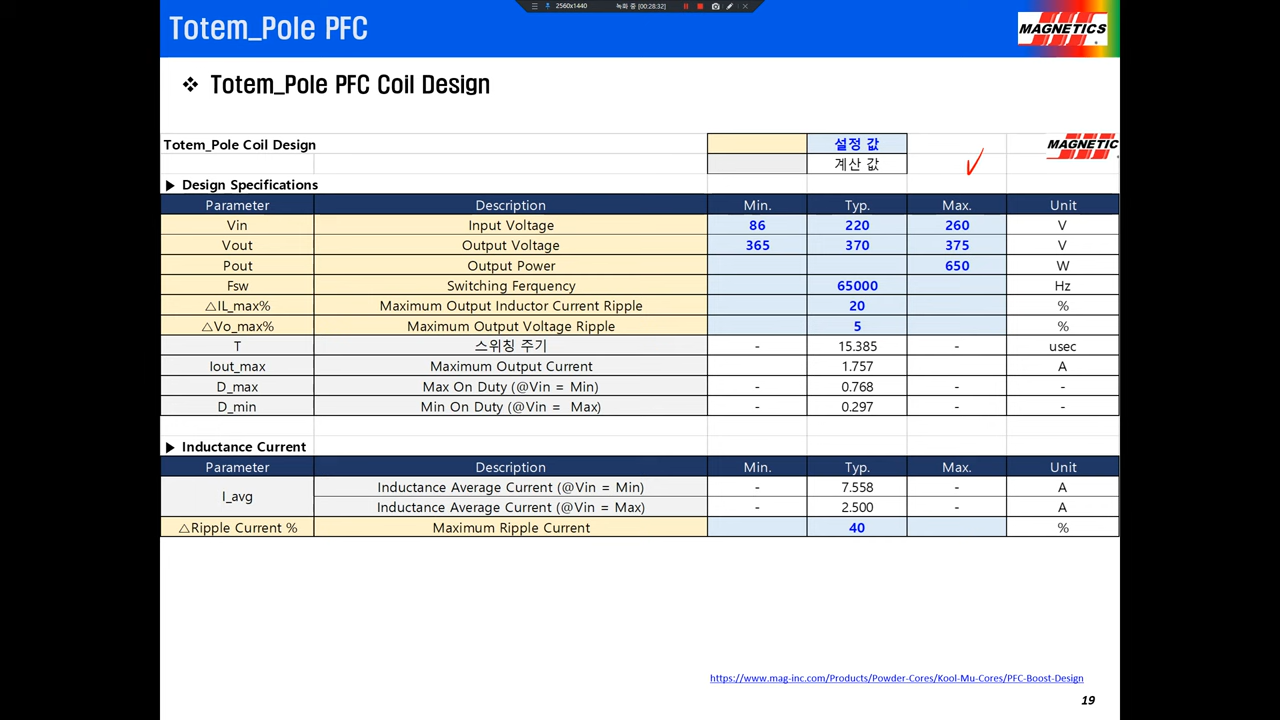 2560x1440 녹화 중 [00:28:32]
Totem_Pole PFC
MAGNETICS
❖ Totem_Pole PFC Coil Design
Totem_Pole Coil Design 설정 값 MAGNETIC
계산 값
▶ Design Specifications
Parameter Description Min. Typ. Max. Unit
Vin Input Voltage 86 220 260 V
Vout Output Voltage 365 370 375 V
Pout Output Power 650 W
Fsw Switching Ferquency 65000 Hz
△IL_max% Maximum Output Inductor Current Ripple 20 %
△Vo_max% Maximum Output Voltage Ripple 5 %
T 스위칭 주기 - 15.385 - usec
Iout_max Maximum Output Current 1.757 A
D_max Max On Duty (@Vin = Min) - 0.768 - -
D_min Min On Duty (@Vin = Max) - 0.297 - -
▶ Inductance Current
Parameter Description Min. Typ. Max. Unit
I_avg Inductance Average Current (@Vin = Min) - 7.558 - A
Inductance Average Current (@Vin = Max) - 2.500 - A
△Ripple Current % Maximum Ripple Current 40 %
https://www.mag-inc.com/Products/Powder-Cores/Kool-Mu-Cores/PFC-Boost-Design
19